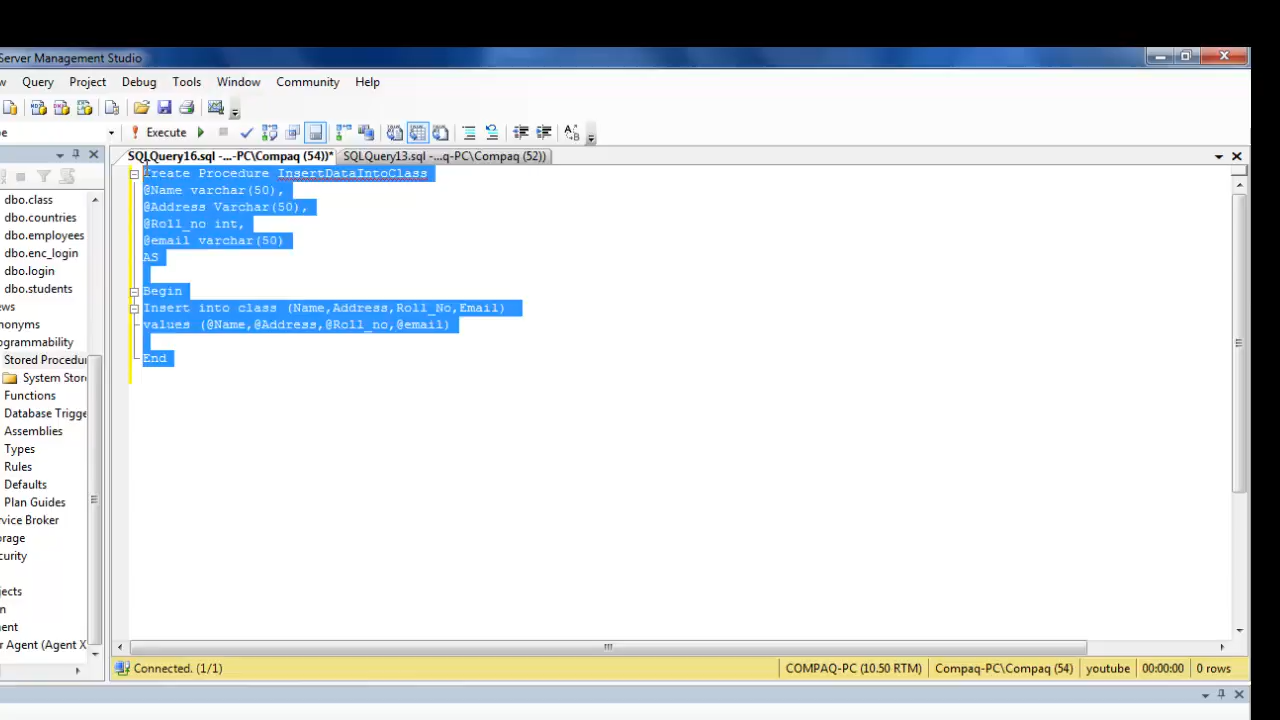 Server Management Studio
w Query Project Debug Tools Window Community Help
e Execute
SQLQuery16.sql -...-PC\Compaq (54))* SQLQuery13.sql -...q-PC\Compaq (52))
Create Procedure InsertDataIntoClass
@Name varchar(50),
@Address Varchar(50),
@Roll_no int,
@email varchar(50)
AS
Begin
Insert into class (Name,Address,Roll_No,Email)
values (@Name,@Address,@Roll_no,@email)
End
dbo.class
dbo.countries
dbo.employees
dbo.enc_login
dbo.login
dbo.students
ews
onyms
ogrammability
Stored Procedu
System Stor
Functions
Database Trigge
Assemblies
Types
Rules
Defaults
Plan Guides
rvice Broker
orage
curity
jects
n
ment
r Agent (Agent X
Connected. (1/1) COMPAQ-PC (10.50 RTM) Compaq-PC\Compaq (54) youtube 00:00:00 0 rows